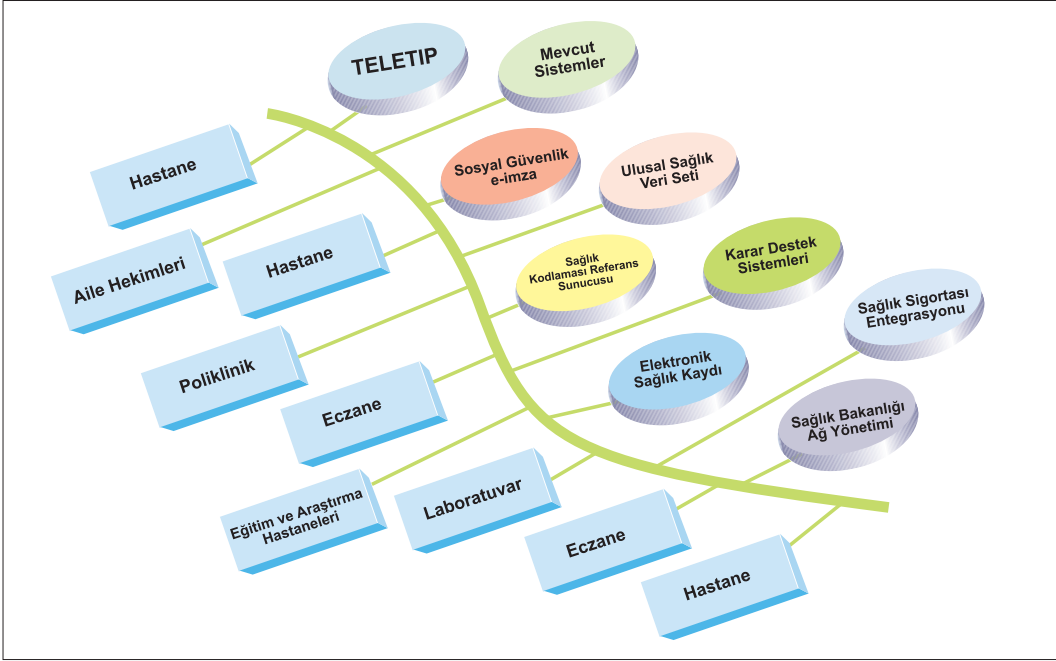 TELETIP
Mevcut
Sistemler
Hastane
Sosyal Güvenlik
e-imza
Ulusal Sağlık
Veri Seti
Aile Hekimleri
Hastane
Sağlık
Kodlaması Referans
Sunucusu
Karar Destek
Sistemleri
Sağlık Sigortası
Entegrasyonu
Poliklinik
Eczane
Elektronik
Sağlık Kaydı
Sağlık Bakanlığı
Ağ Yönetimi
Eğitim ve Araştırma
Hastaneleri
Laboratuvar
Eczane
Hastane